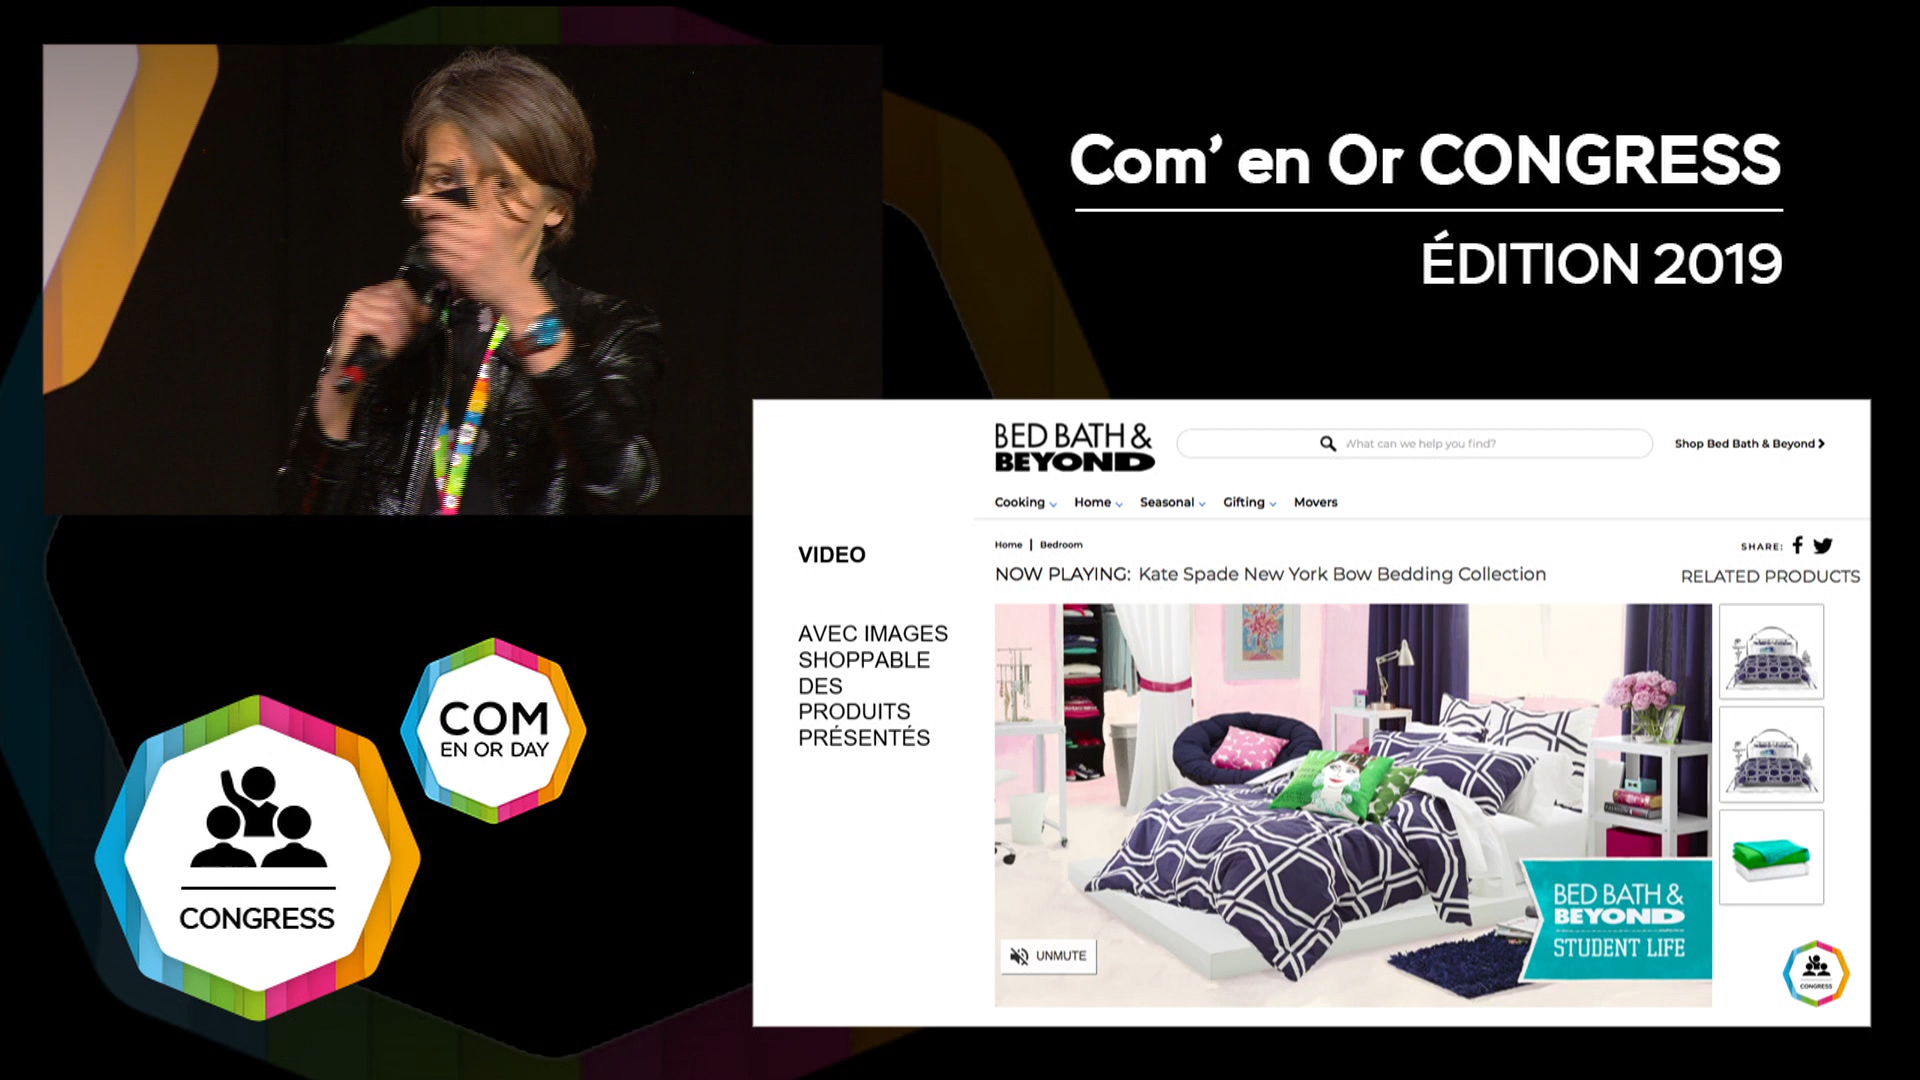 Com’ en Or CONGRESS
ÉDITION 2019
COM
EN OR DAY
CONGRESS
VIDEO
AVEC IMAGES
SHOPPABLE
DES
PRODUITS
PRÉSENTÉS
BED BATH &
BEYOND
What can we help you find?
Shop Bed Bath & Beyond
Cooking Home Seasonal Gifting Movers
Home | Bedroom
SHARE:
NOW PLAYING: Kate Spade New York Bow Bedding Collection
RELATED PRODUCTS
BED BATH &
BEYOND
STUDENT LIFE
UNMUTE
CONGRESS